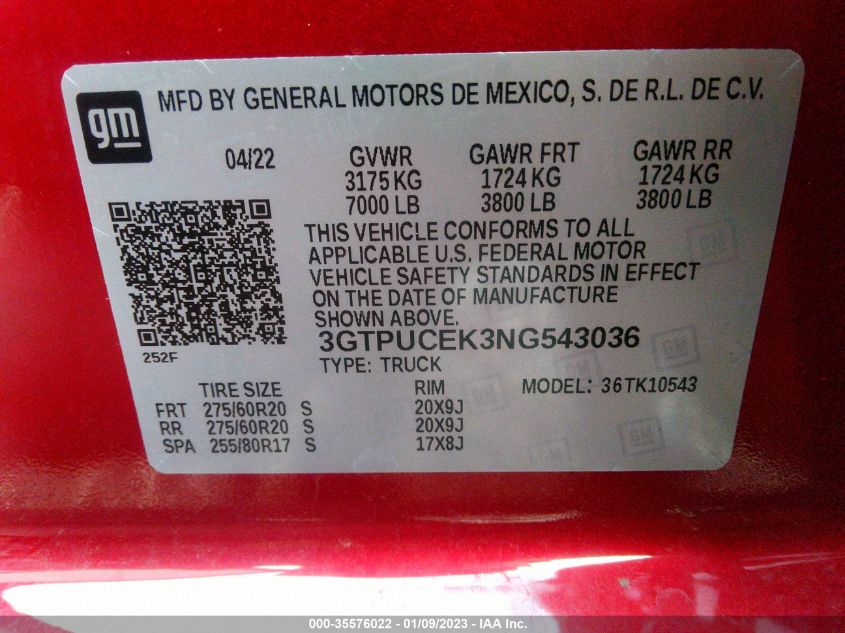 gm
MFD BY GENERAL MOTORS DE MEXICO, S. DE R.L. DE C.V.
04/22 GVWR GAWR FRT GAWR RR
3175 KG 1724 KG 1724 KG
7000 LB 3800 LB 3800 LB
THIS VEHICLE CONFORMS TO ALL
APPLICABLE U.S. FEDERAL MOTOR
VEHICLE SAFETY STANDARDS IN EFFECT
ON THE DATE OF MANUFACTURE
SHOWN ABOVE.
252F
3GTPUCEK3NG543036
TYPE: TRUCK
TIRE SIZE RIM MODEL: 36TK10543
FRT 275/60R20 S 20X9J
RR 275/60R20 S 20X9J
SPA 255/80R17 S 17X8J
000-35576022 — 01/09/2023 — IAA Inc.